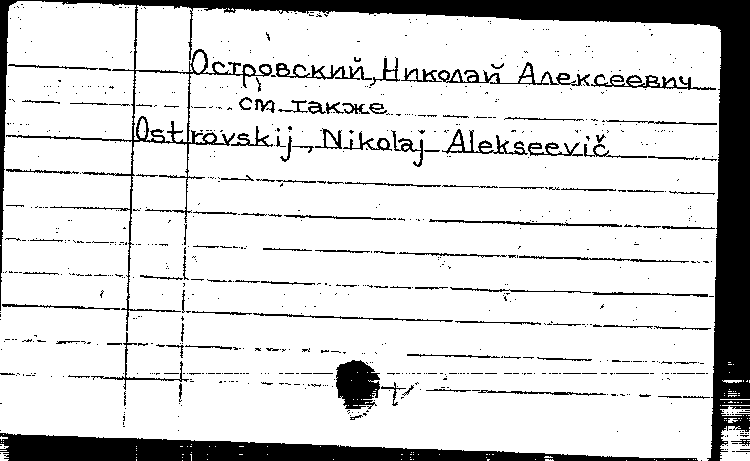 Островский, Николай Алексеевич
см. также
Ostrovskij, Nikolaj Alekseevič